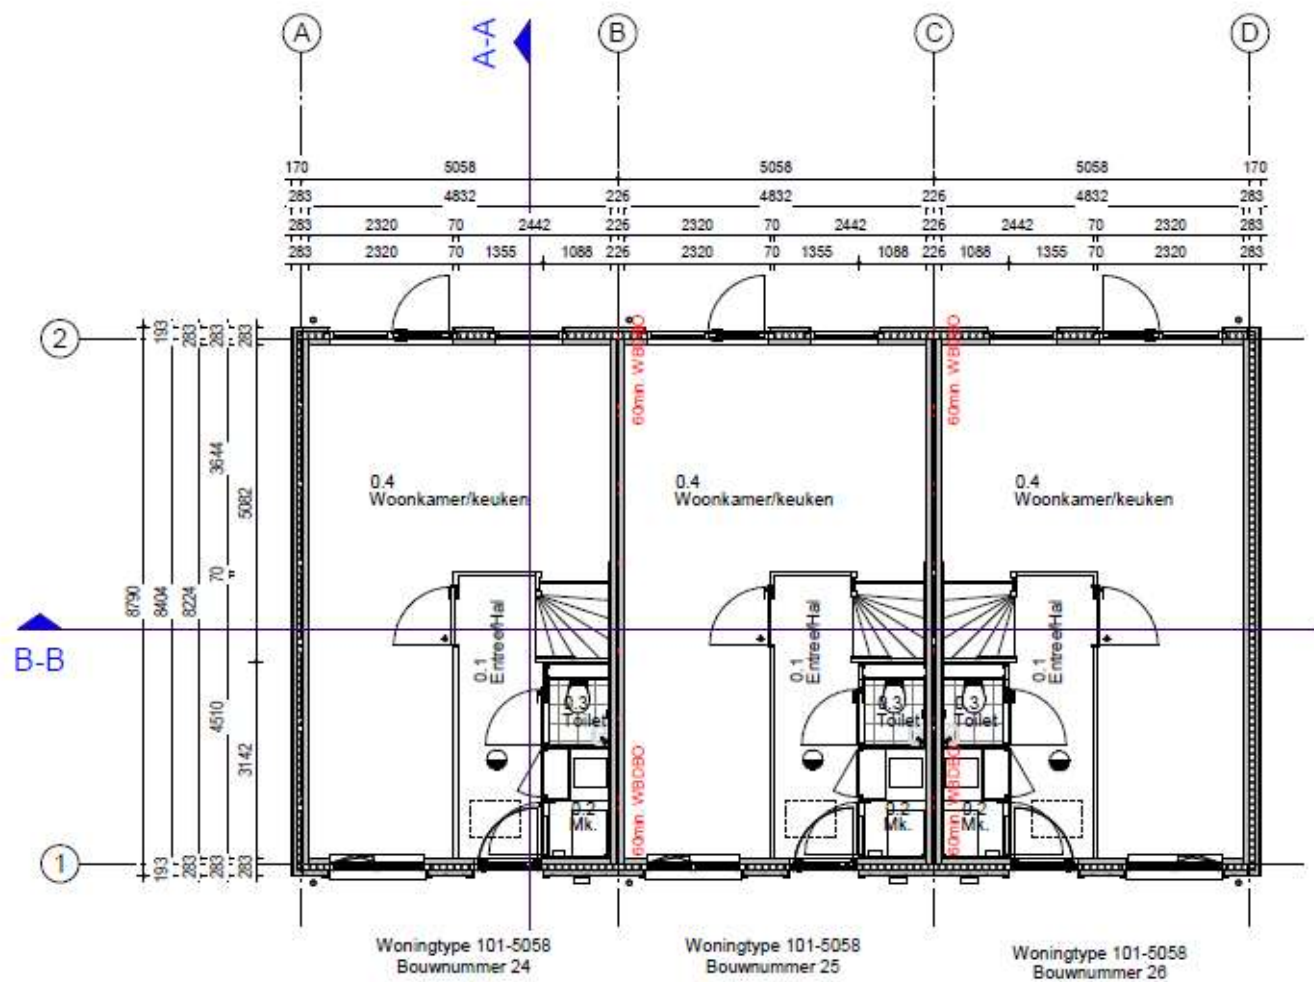 A
B
C
D
A-A
170 5058 5058 5058 170
283 4832 226 4832 226 4832 283
283 2320 70 2442 226 2320 70 2442 226 2442 70 2320 283
283 2320 70 1355 1088 226 2320 70 1355 1088 226 1088 1355 70 2320 283
2
193
283
283
283
60min. WBDBO
60min. WBDBO
3644
5082
0.4
Woonkamer/keuken
0.4
Woonkamer/keuken
0.4
Woonkamer/keuken
8790
8404
8224
70
B-B
0.1
Entree/Hal
0.1
Entree/Hal
0.1
Entree/Hal
4510
3142
0.3
Toilet
0.3
Toilet
0.3
Toilet
60min. WBDBO
60min. WBDBO
0.2
Mk.
0.2
Mk.
0.2
Mk.
1
193
283
283
283
Woningtype 101-5058
Bouwnummer 24
Woningtype 101-5058
Bouwnummer 25
Woningtype 101-5058
Bouwnummer 26